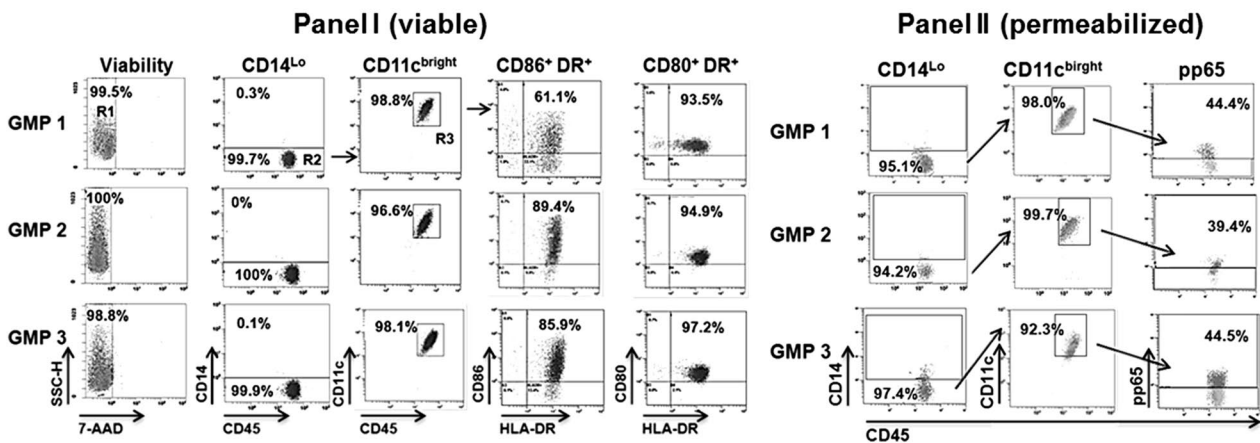 Panel I (viable)
Panel II (permeabilized)
Viability
CD14Lo
CD11cbright
CD86+ DR+
CD80+ DR+
CD14Lo
CD11cbirght
pp65
GMP 1
99.5%
R1
0.3%
99.7%
R2
98.8%
R3
61.1%
93.5%
GMP 1
95.1%
98.0%
44.4%
GMP 2
100%
0%
100%
96.6%
89.4%
94.9%
GMP 2
94.2%
99.7%
39.4%
GMP 3
98.8%
0.1%
99.9%
98.1%
85.9%
97.2%
GMP 3
97.4%
92.3%
44.5%
SSC-H
CD14
CD11c
CD86
CD80
CD14
CD11c
pp65
7-AAD
CD45
CD45
HLA-DR
HLA-DR
CD45